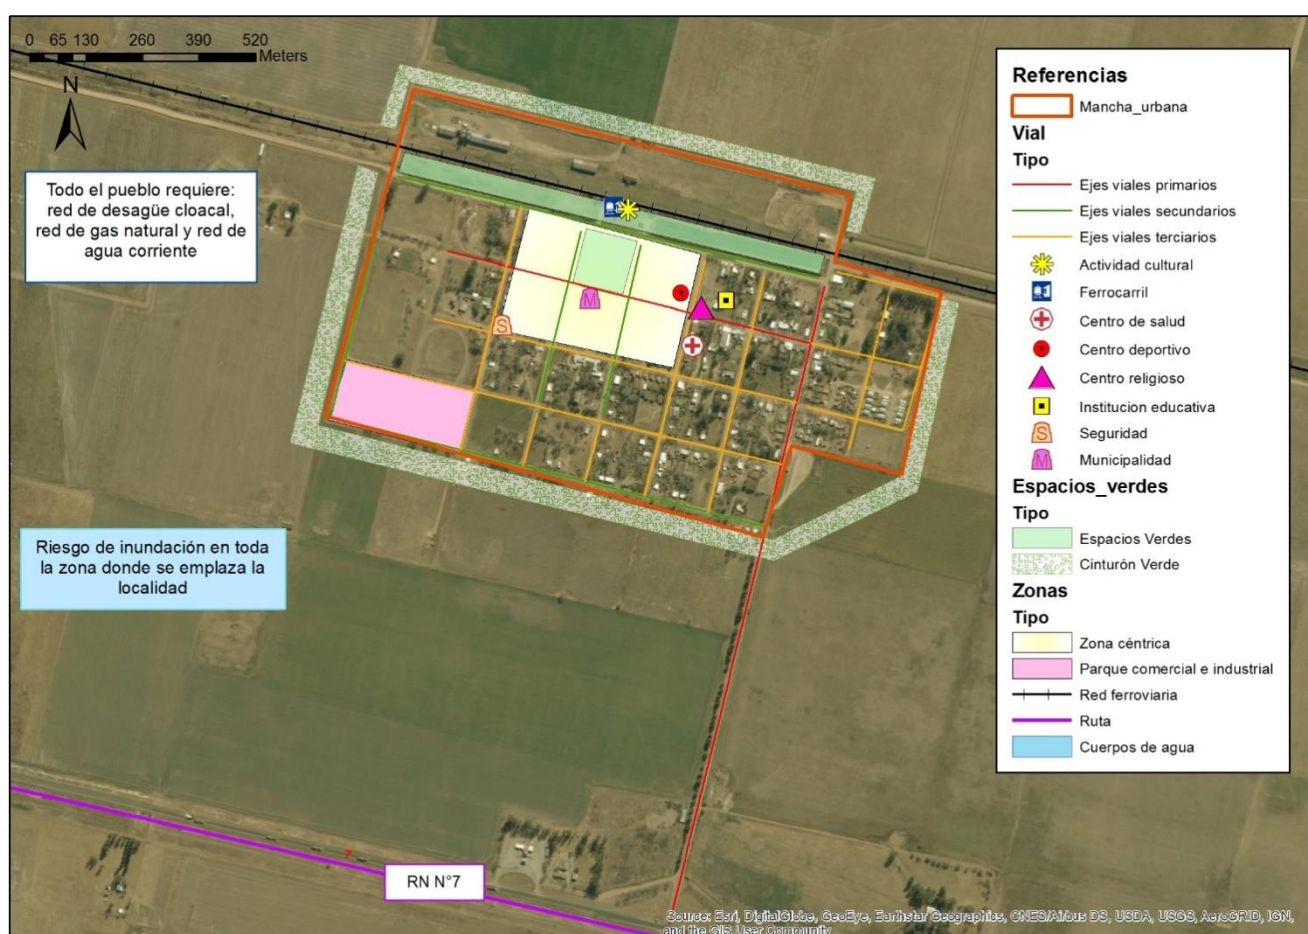 0 65 130 260 390 520
Meters
N
Todo el pueblo requiere:
red de desagüe cloacal,
red de gas natural y red de
agua corriente
S
M
Riesgo de inundación en toda
la zona donde se emplaza la
localidad
7
RN N°7
Referencias
Mancha_urbana
Vial
Tipo
Ejes viales primarios
Ejes viales secundarios
Ejes viales terciarios
Actividad cultural
Ferrocarril
Centro de salud
Centro deportivo
Centro religioso
Institucion educativa
S Seguridad
M Municipalidad
Espacios_verdes
Tipo
Espacios Verdes
Cinturón Verde
Zonas
Tipo
Zona céntrica
Parque comercial e industrial
Red ferroviaria
Ruta
Cuerpos de agua
Source: Esri, DigitalGlobe, GeoEye, Earthstar Geographics, CNES/Airbus DS, USDA, USGS, AeroGRID, IGN,
and the GIS User Community